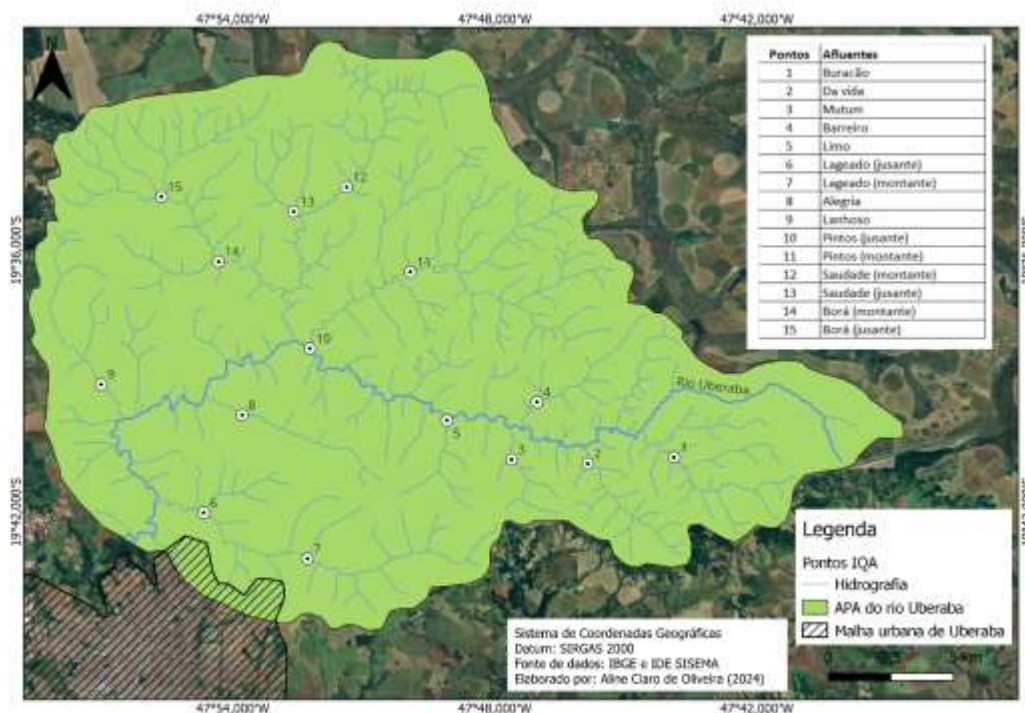 47°54,000"W 47°48,000"W 47°42,000"W
N
Pontos Afluentes
1 Buracão
2 Da vida
3 Mutum
4 Barreiro
5 Limo
6 Lageado (jusante)
7 Lageado (montante)
8 Alegria
9 Lanhoso
10 Pintos (jusante)
11 Pintos (montante)
12 Saudade (montante)
13 Saudade (jusante)
14 Borá (montante)
15 Borá (jusante)
15
12
13
19°36,000"S
14
11
10
9
Rio Uberaba
4
8
5
3
2
1
19°42,000"S
6
7
Legenda
Pontos IQA
Hidrografia
APA do rio Uberaba
Malha urbana de Uberaba
0 5 km
Sistema de Coordenadas Geográficas
Datum: SIRGAS 2000
Fonte de dados: IBGE e IDE SISEMA
Elaborado por: Aline Claro de Oliveira (2024)
47°54,000"W 47°48,000"W 47°42,000"W